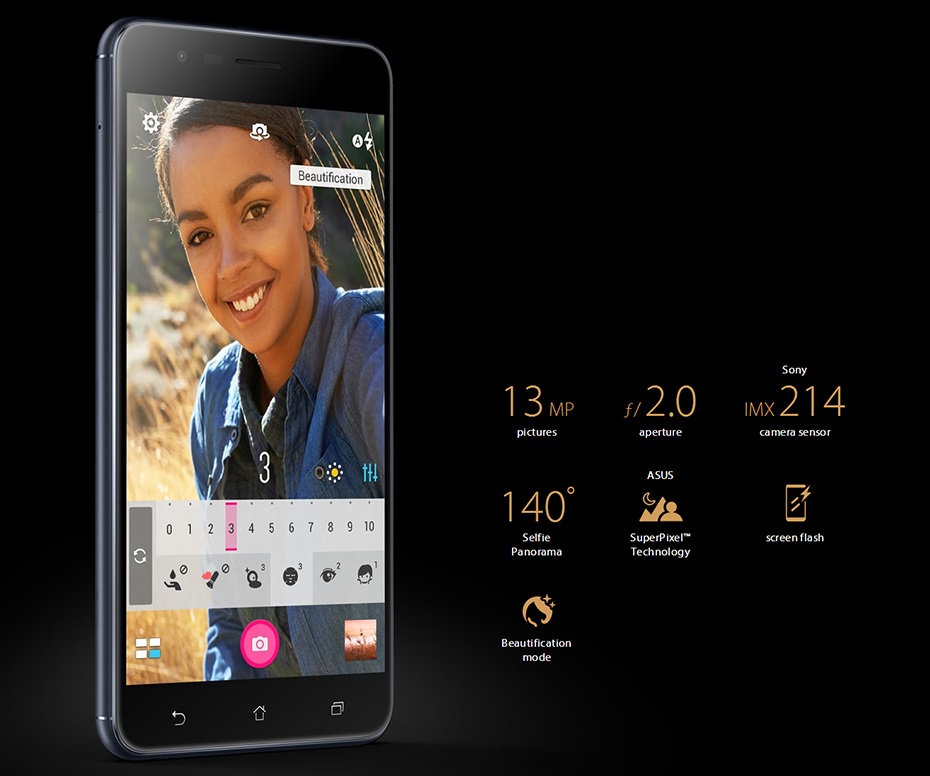 A
Beautification
3
0 1 2 3 4 5 6 7 8 9 10
3 3 2 1
13 MP
pictures
ƒ/2.0
aperture
Sony
IMX 214
camera sensor
140°
Selfie
Panorama
ASUS
SuperPixel™
Technology
screen flash
Beautification
mode